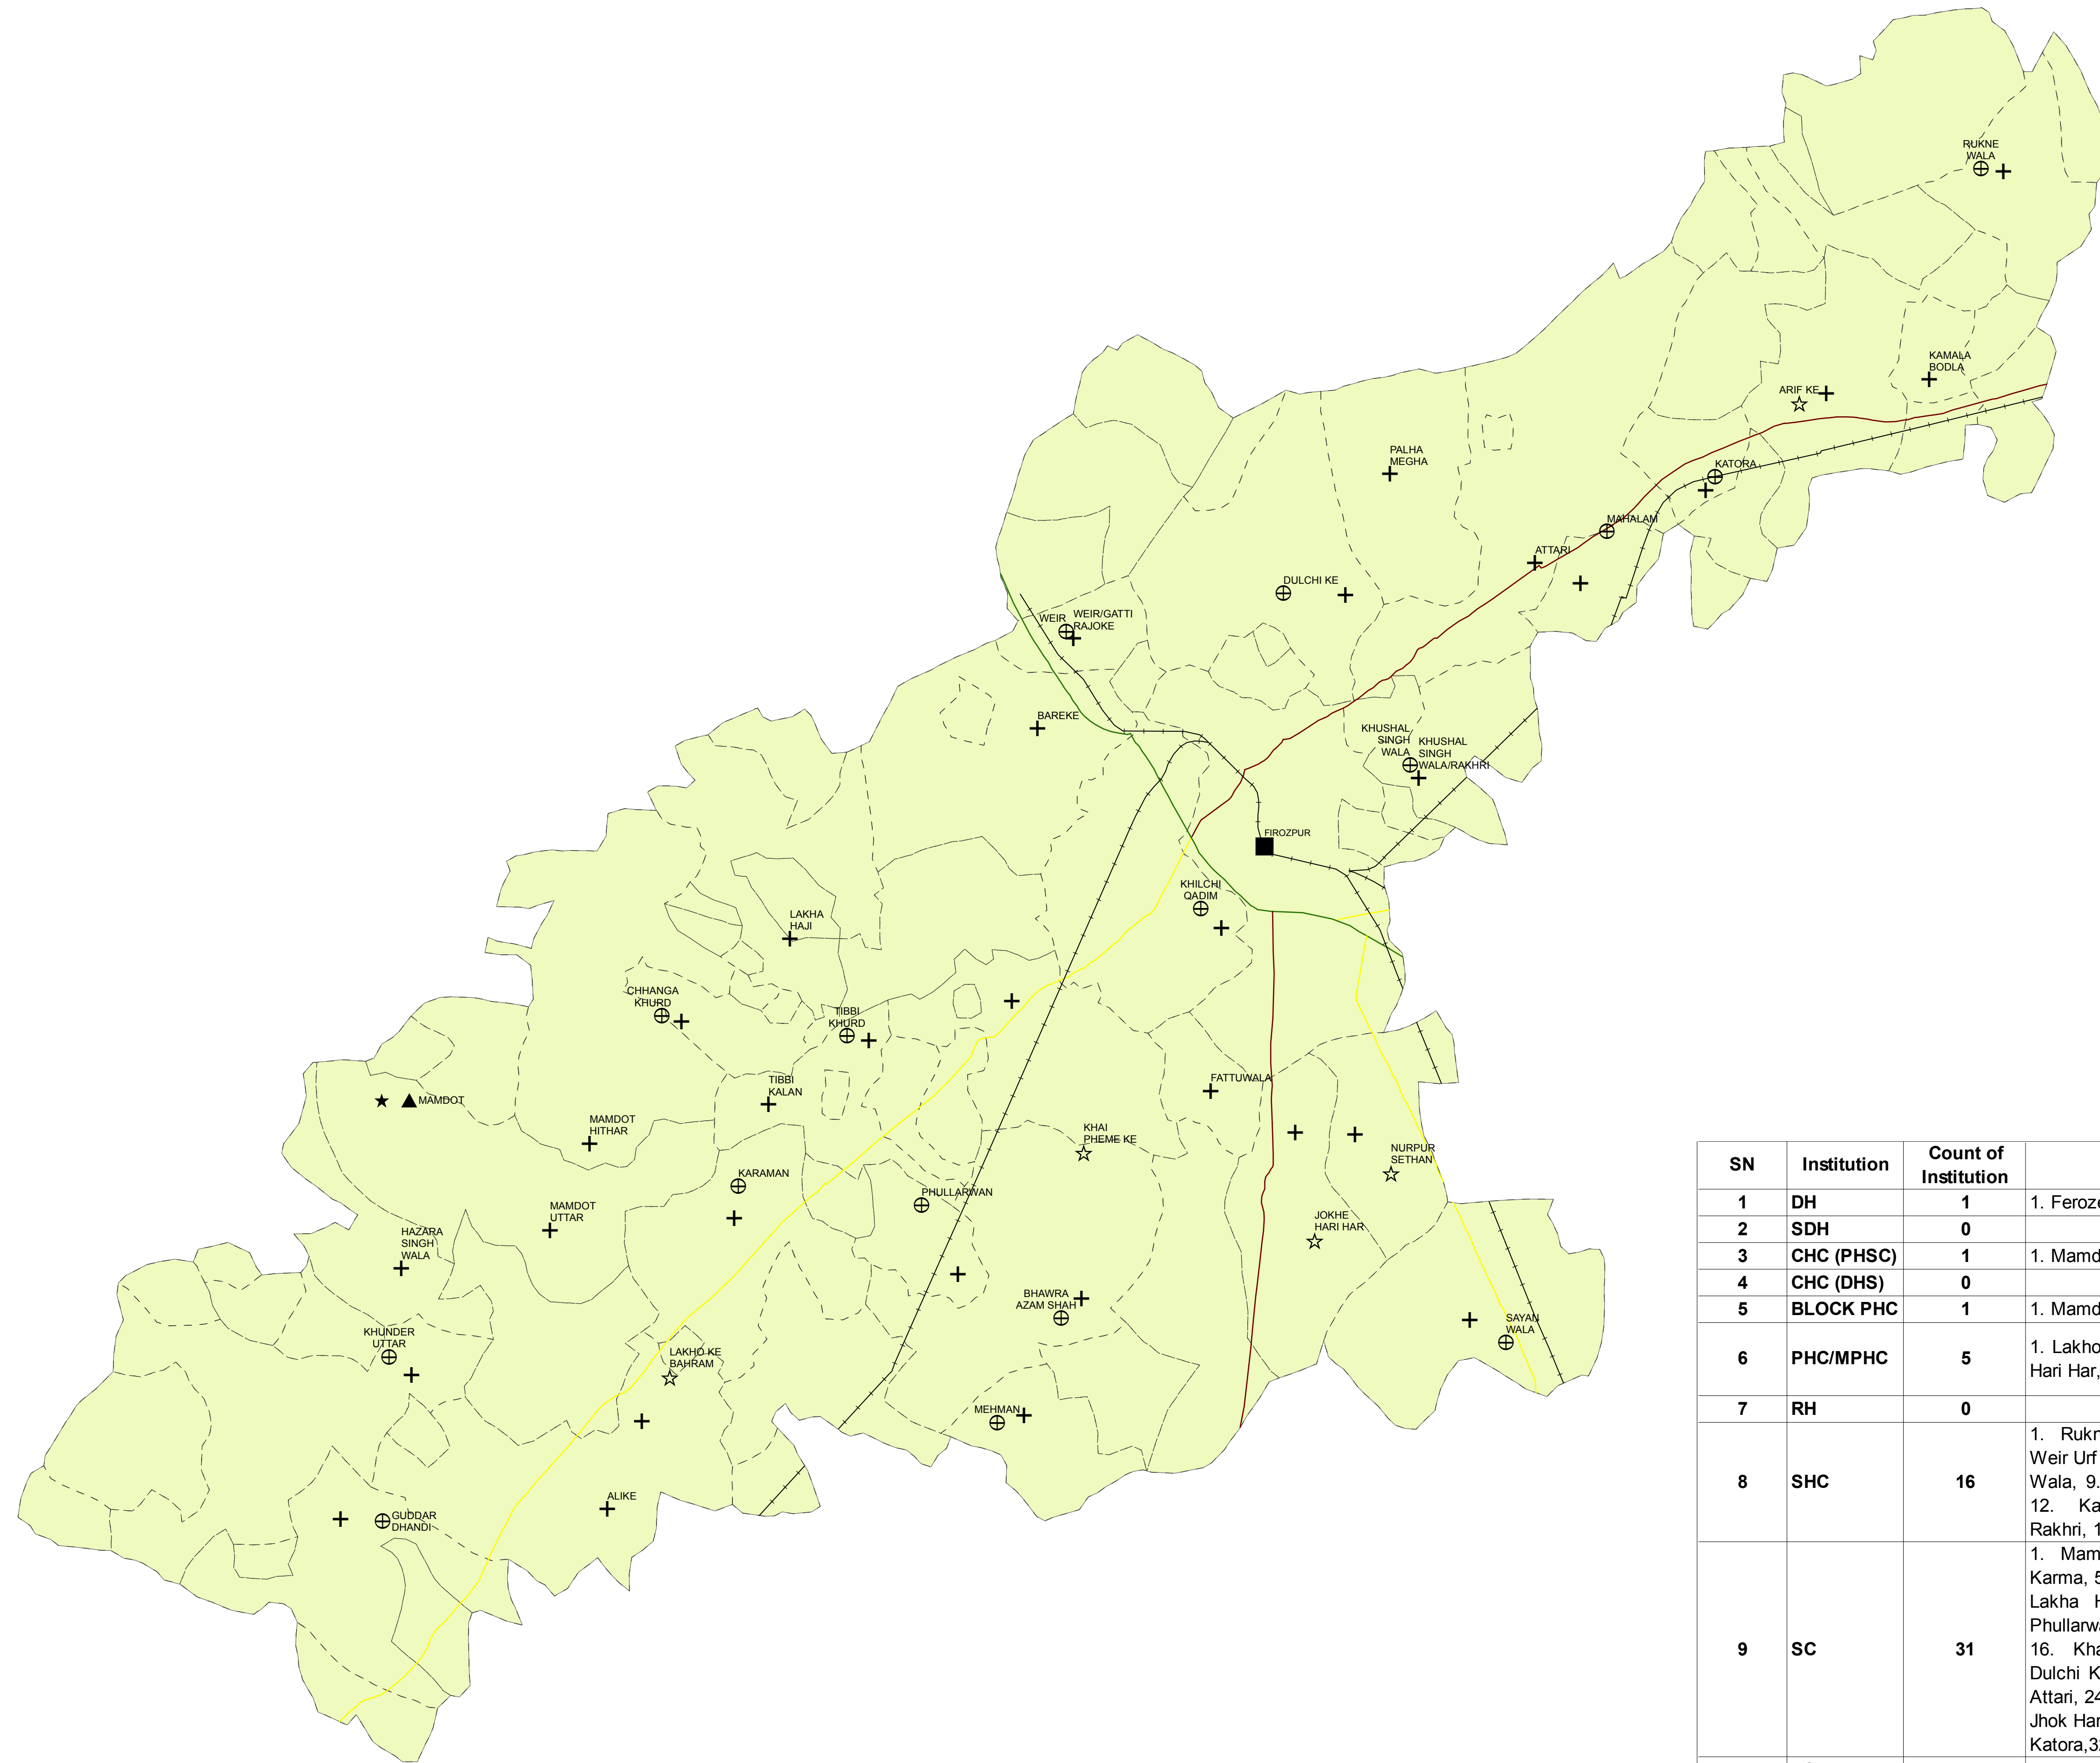 RUKNE
WALA
KAMALA
BODLA
ARIF KE
PALHA
MEGHA
KATORA
MAHALAM
ATTARI
DULCHI KE
WEIR
WEIR/GATTI
RAJOKE
BAREKE
KHUSHAL
SINGH
WALA
KHUSHAL
SINGH
WALA/RAKHRI
FIROZPUR
KHILCHI
QADIM
LAKHA
HAJI
CHHANGA
KHURD
TIBBI
KHURD
TIBBI
KALAN
FATTUWALA
MAMDOT
MAMDOT
HITHAR
KHAI
PHEME KE
NURPUR
SETHAN
KARAMAN
PHULLARWAN
MAMDOT
UTTAR
JOKHE
HARI HAR
HAZARA
SINGH
WALA
BHAWRA
AZAM SHAH
SAYAN
WALA
KHUNDER
UTTAR
LAKHO KE
BAHRAM
MEHMAN
ALIKE
GUDDAR
DHANDI
SN Institution Count of
Institution
1 DH 1 1. Feroze
2 SDH 0
3 CHC (PHSC) 1 1. Mamd
4 CHC (DHS) 0
5 BLOCK PHC 1 1. Mamd
6 PHC/MPHC 5 1. Lakho
Hari Har,
7 RH 0
8 SHC 16 1. Rukn
Weir Urf
Wala, 9.
12. Ka
Rakhri, 1
9 SC 31 1. Mam
Karma, 5
Lakha H
Phullarwa
16. Kha
Dulchi K
Attari, 24
Jhok Har
Katora,3